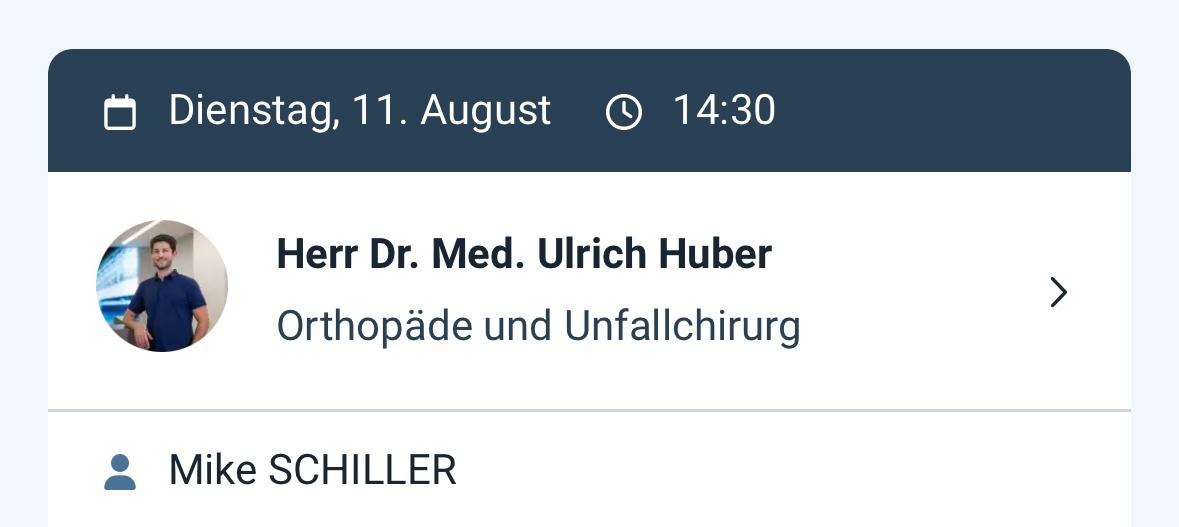 Dienstag, 11. August 14:30
Herr Dr. Med. Ulrich Huber
Orthopäde und Unfallchirurg
Mike SCHILLER